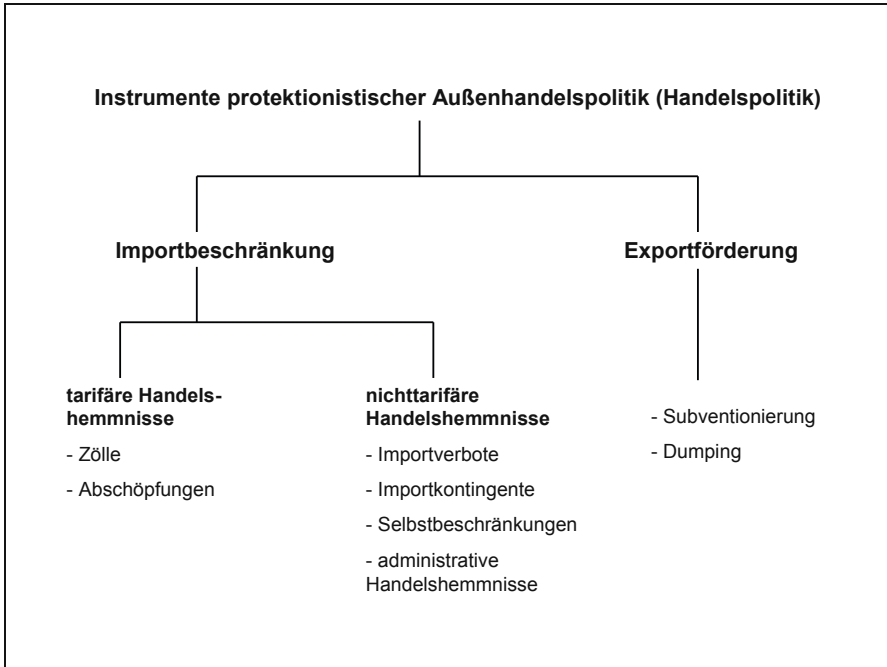 Instrumente protektionistischer Außenhandelspolitik (Handelspolitik)
Importbeschränkung
Exportförderung
tarifäre Handels-
hemmnisse
- Zölle
- Abschöpfungen
nichttarifäre
Handelshemmnisse
- Importverbote
- Importkontingente
- Selbstbeschränkungen
- administrative
Handelshemmnisse
- Subventionierung
- Dumping